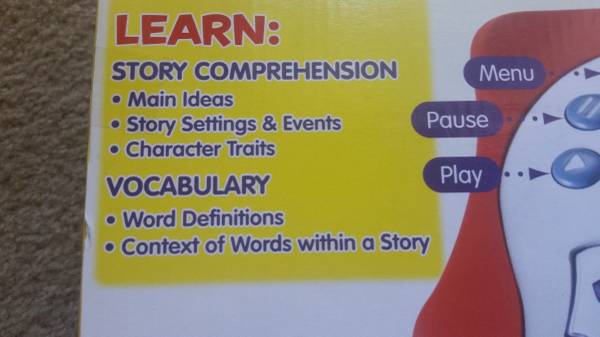 LEARN:
STORY COMPREHENSION
• Main Ideas
• Story Settings & Events
• Character Traits
VOCABULARY
• Word Definitions
• Context of Words within a Story
Menu
Pause
Play